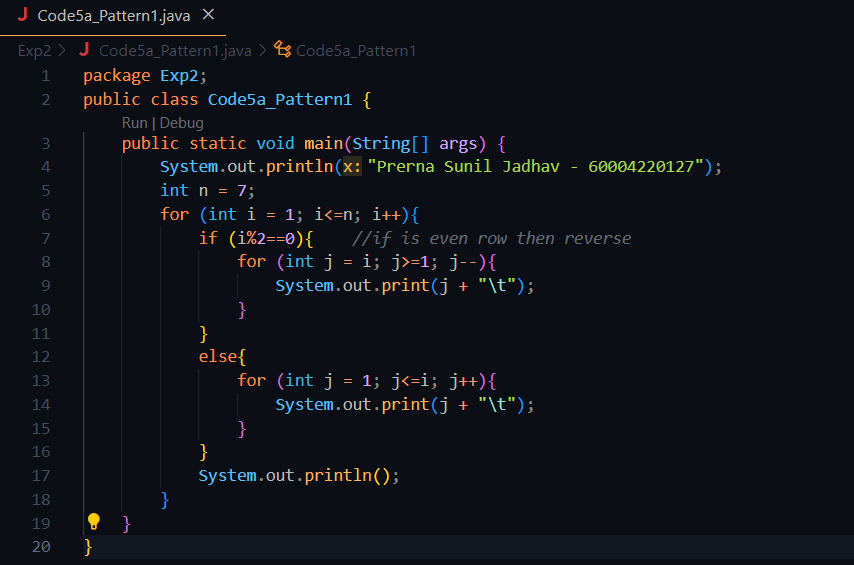 Code5a_Pattern1.java
Exp2 > Code5a_Pattern1.java > Code5a_Pattern1
1 package Exp2;
2 public class Code5a_Pattern1 {
Run | Debug
3     public static void main(String[] args) {
4         System.out.println(x: "Prerna Sunil Jadhav - 60004220127");
5         int n = 7;
6         for (int i = 1; i<=n; i++){
7             if (i%2==0){    //if is even row then reverse
8                 for (int j = i; j>=1; j--){
9                     System.out.print(j + "\t");
10                 }
11             }
12             else{
13                 for (int j = 1; j<=i; j++){
14                     System.out.print(j + "\t");
15                 }
16             }
17             System.out.println();
18         }
19     }
20 }